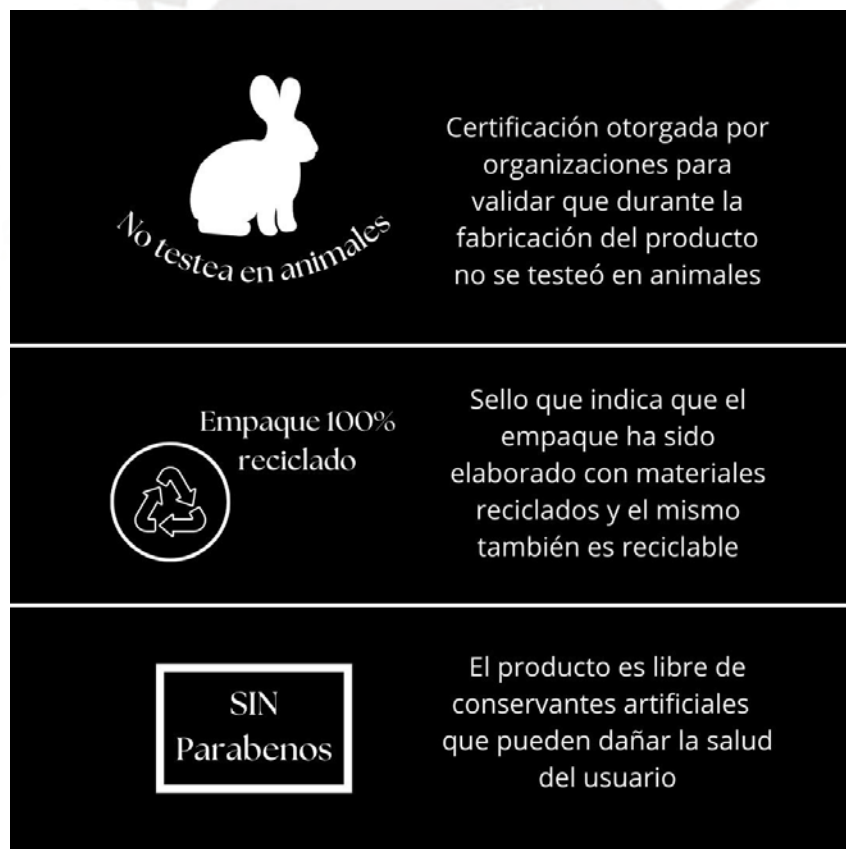 No testea en animales
Certificación otorgada por
organizaciones para
validar que durante la
fabricación del producto
no se testeó en animales
Empaque 100%
reciclado
Sello que indica que el
empaque ha sido
elaborado con materiales
reciclados y el mismo
también es reciclable
SIN
Parabenos
El producto es libre de
conservantes artificiales
que pueden dañar la salud
del usuario